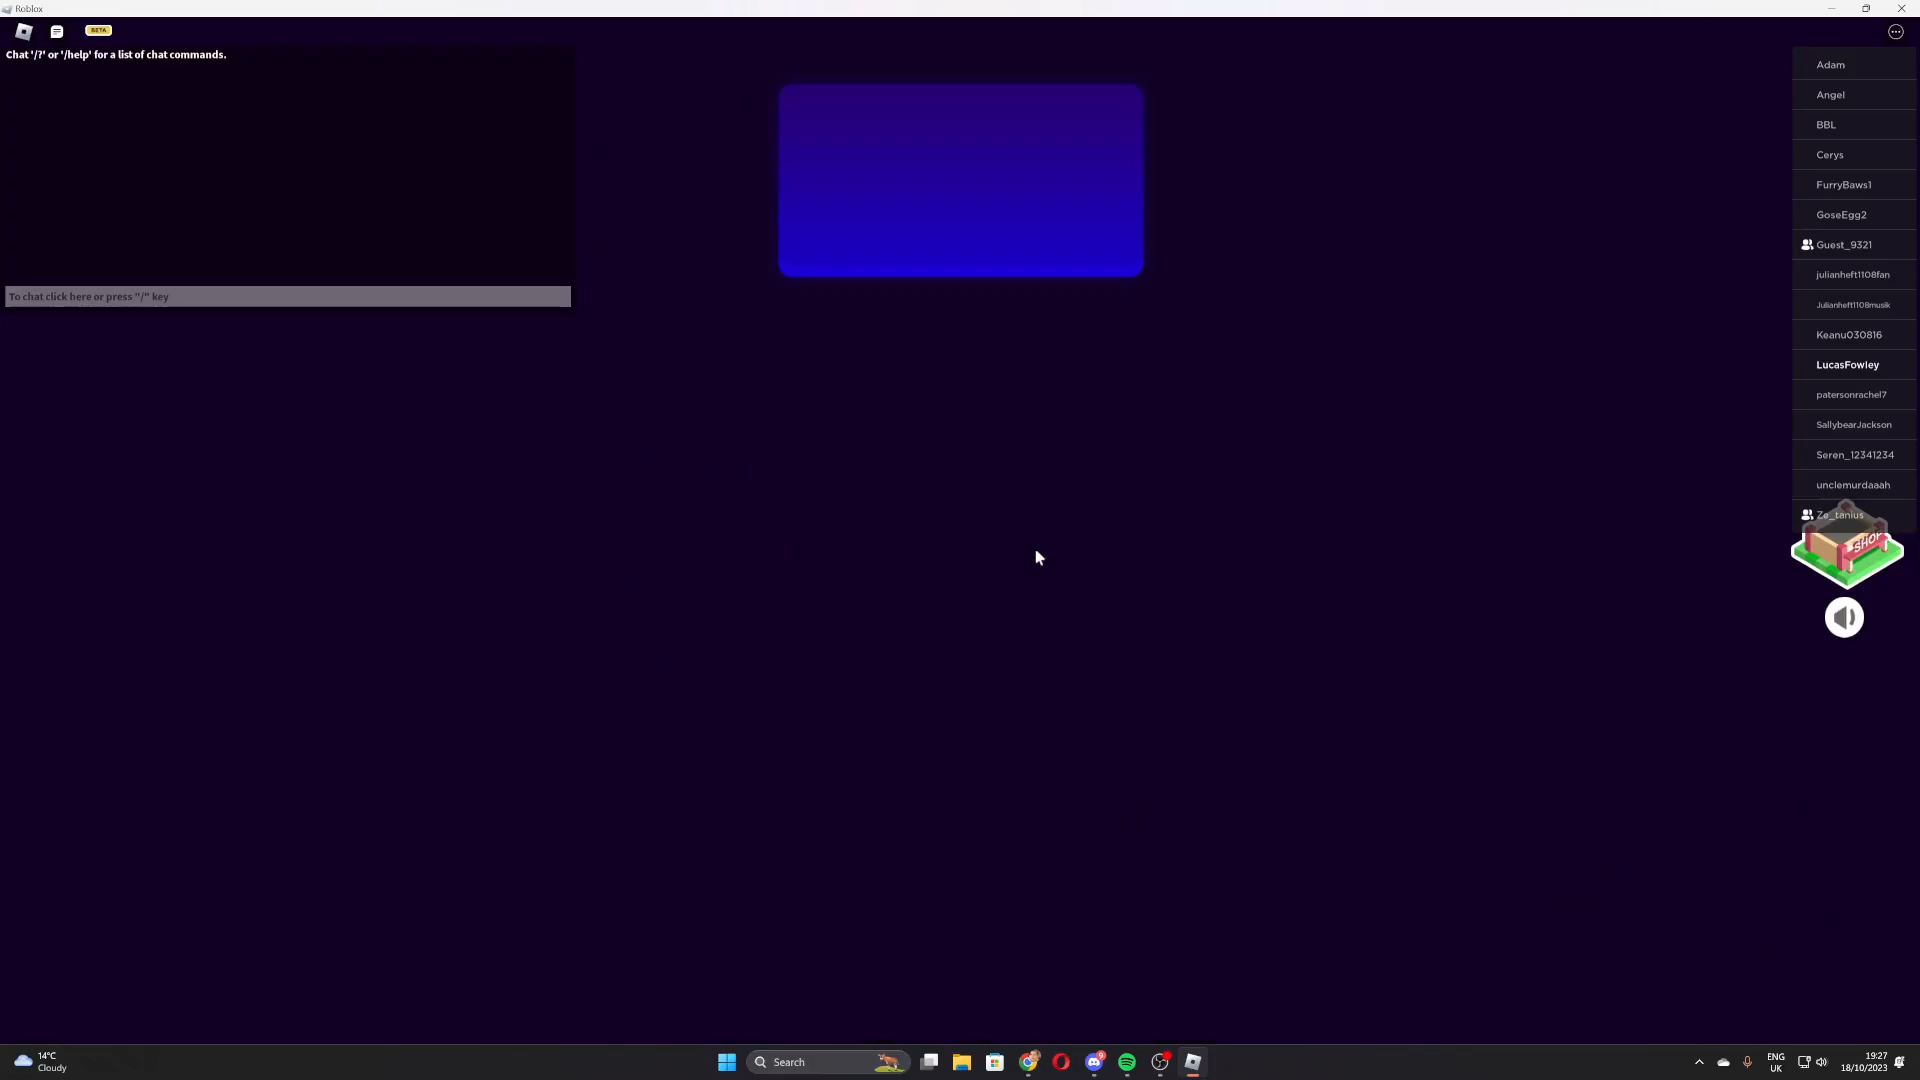 Roblox
BETA
Chat '/?' or '/help' for a list of chat commands.
To chat click here or press "/" key
Adam
Angel
BBL
Cerys
FurryBaws1
GoseEgg2
Guest_9321
julianheft1108fan
Julianheft1108musik
Keanu030816
LucasFowley
patersonrachel7
SallybearJackson
Seren_12341234
unclemurdaaah
Ze_tanius
SHOP
14°C
Cloudy
Search
9
ENG
UK
19:27
18/10/2023